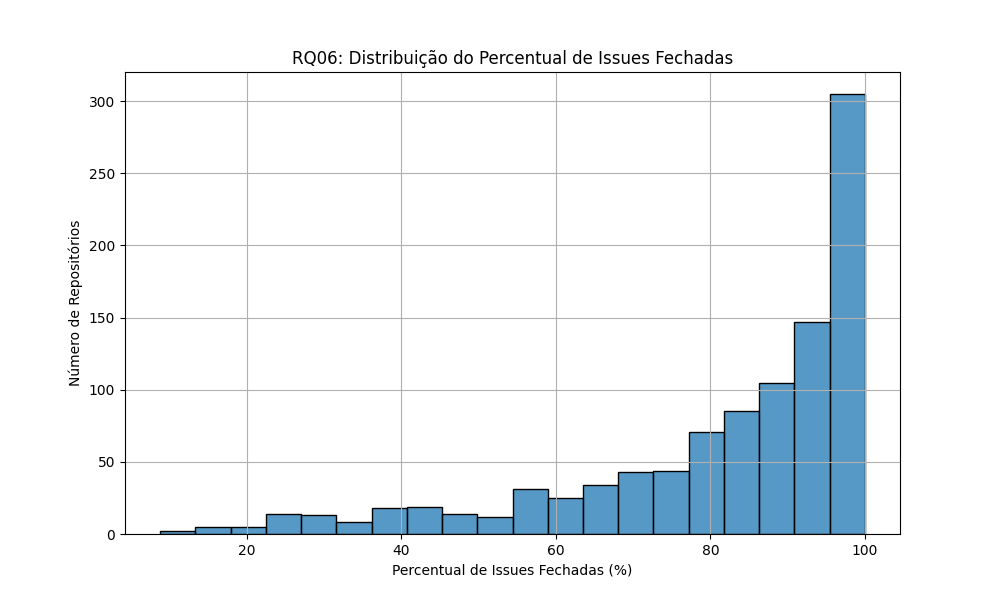 RQ06: Distribuição do Percentual de Issues Fechadas
300
250
200
150
100
50
0
Número de Repositórios
20 40 60 80 100
Percentual de Issues Fechadas (%)